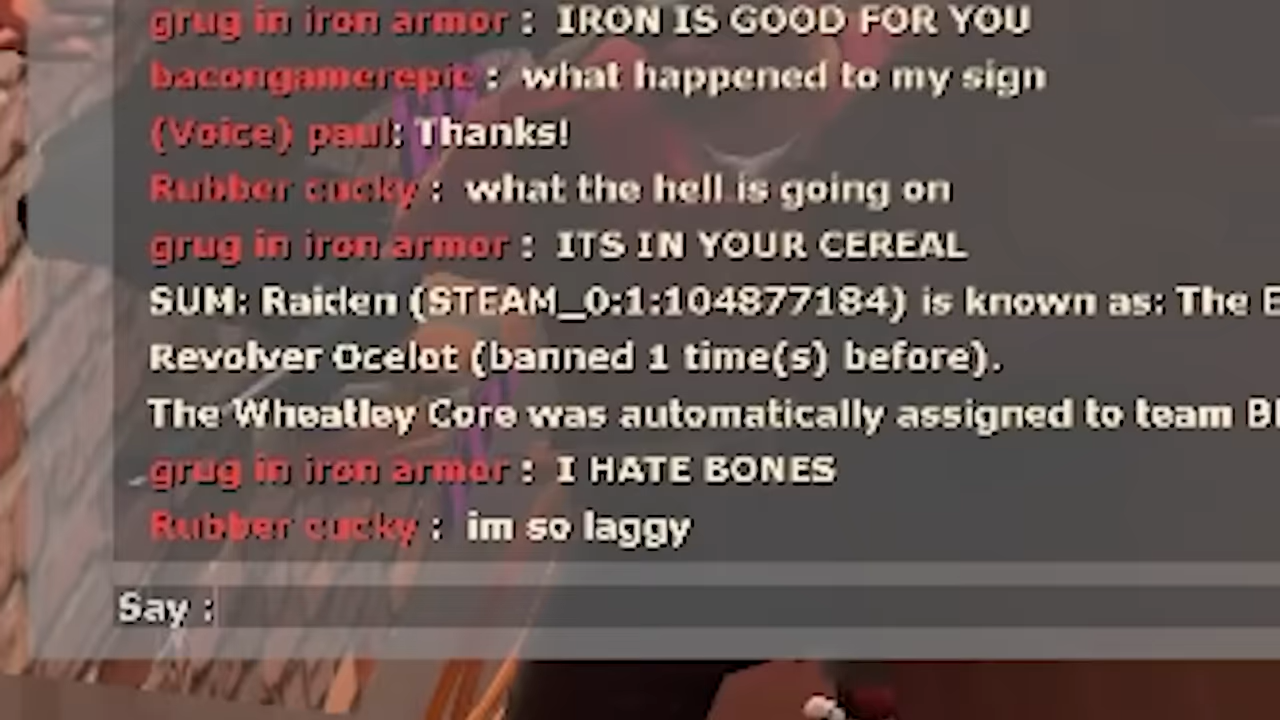 grug in iron armor :  IRON IS GOOD FOR YOU
bacongamerepic :  what happened to my sign
(Voice) paul: Thanks!
Rubber cucky :  what the hell is going on
grug in iron armor :  ITS IN YOUR CEREAL
SUM: Raiden (STEAM_0:1:104877184) is known as: The
Revolver Ocelot (banned 1 time(s) before).
The Wheatley Core was automatically assigned to team
grug in iron armor :  I HATE BONES
Rubber cucky :  im so laggy
Say :